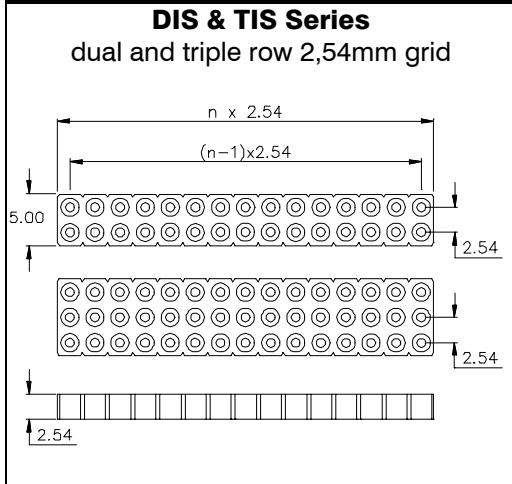 DIS & TIS Series
dual and triple row 2,54mm grid
n x 2.54
(n-1)x2.54
5.00
2.54
2.54
2.54